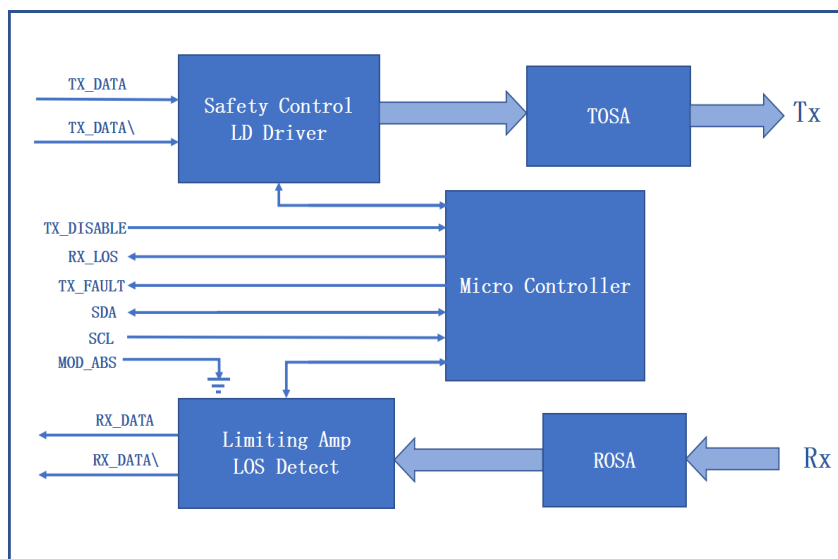 TX_DATA
TX_DATA\
Safety Control
LD Driver
TOSA
Tx
TX_DISABLE
RX_LOS
TX_FAULT
SDA
SCL
MOD_ABS
Micro Controller
RX_DATA
RX_DATA\
Limiting Amp
LOS Detect
ROSA
Rx